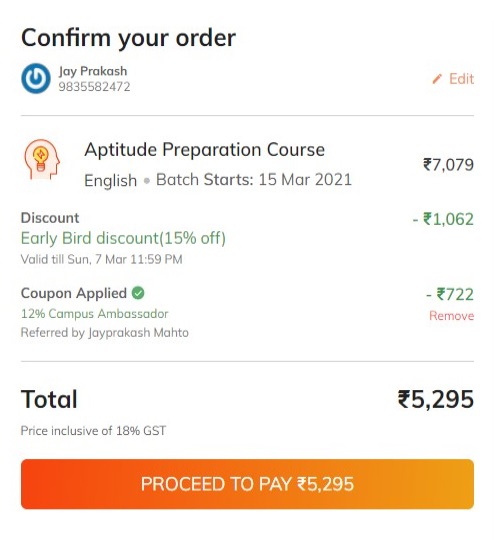 Confirm your order
Jay Prakash
9835582472
Edit
Aptitude Preparation Course
₹7,079
English • Batch Starts: 15 Mar 2021
Discount
- ₹1,062
Early Bird discount(15% off)
Valid till Sun, 7 Mar 11:59 PM
Coupon Applied
- ₹722
12% Campus Ambassador
Remove
Referred by Jayprakash Mahto
Total
₹5,295
Price inclusive of 18% GST
PROCEED TO PAY ₹5,295